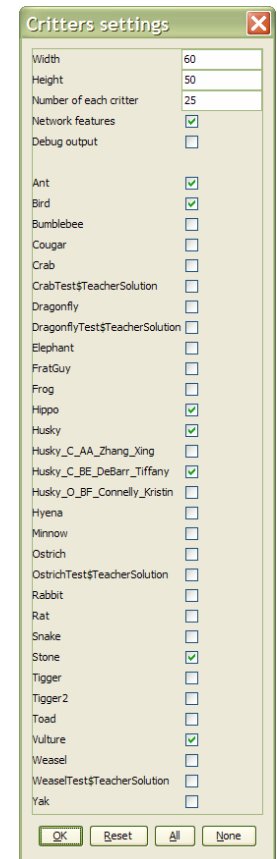 Critters settings
Width 60
Height 50
Number of each critter 25
Network features
Debug output
Ant
Bird
Bumblebee
Cougar
Crab
CrabTest$TeacherSolution
Dragonfly
DragonflyTest$TeacherSolution
Elephant
FratGuy
Frog
Hippo
Husky
Husky_C_AA_Zhang_Xing
Husky_C_BE_DeBarr_Tiffany
Husky_O_BF_Connelly_Kristin
Hyena
Minnow
Ostrich
OstrichTest$TeacherSolution
Rabbit
Rat
Snake
Stone
Tigger
Tigger2
Toad
Vulture
Weasel
WeaselTest$TeacherSolution
Yak
OK Reset All None